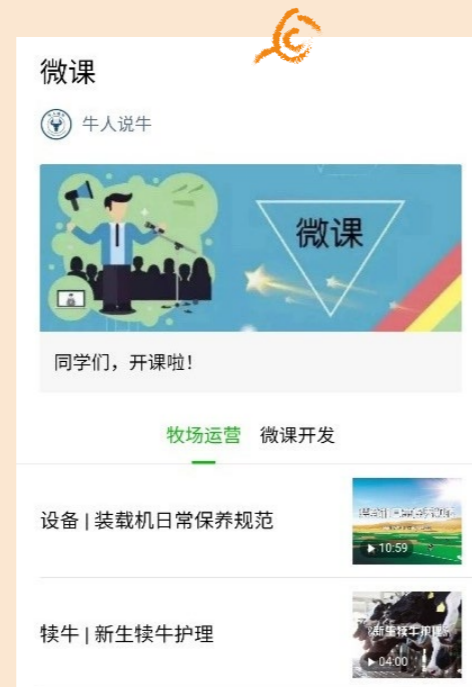 微课
牛人说牛
微课
同学们，开课啦！
牧场运营 微课开发
设备 | 装载机日常保养规范
10:59
犊牛 | 新生犊牛护理
《新生犊牛护理》
04:00